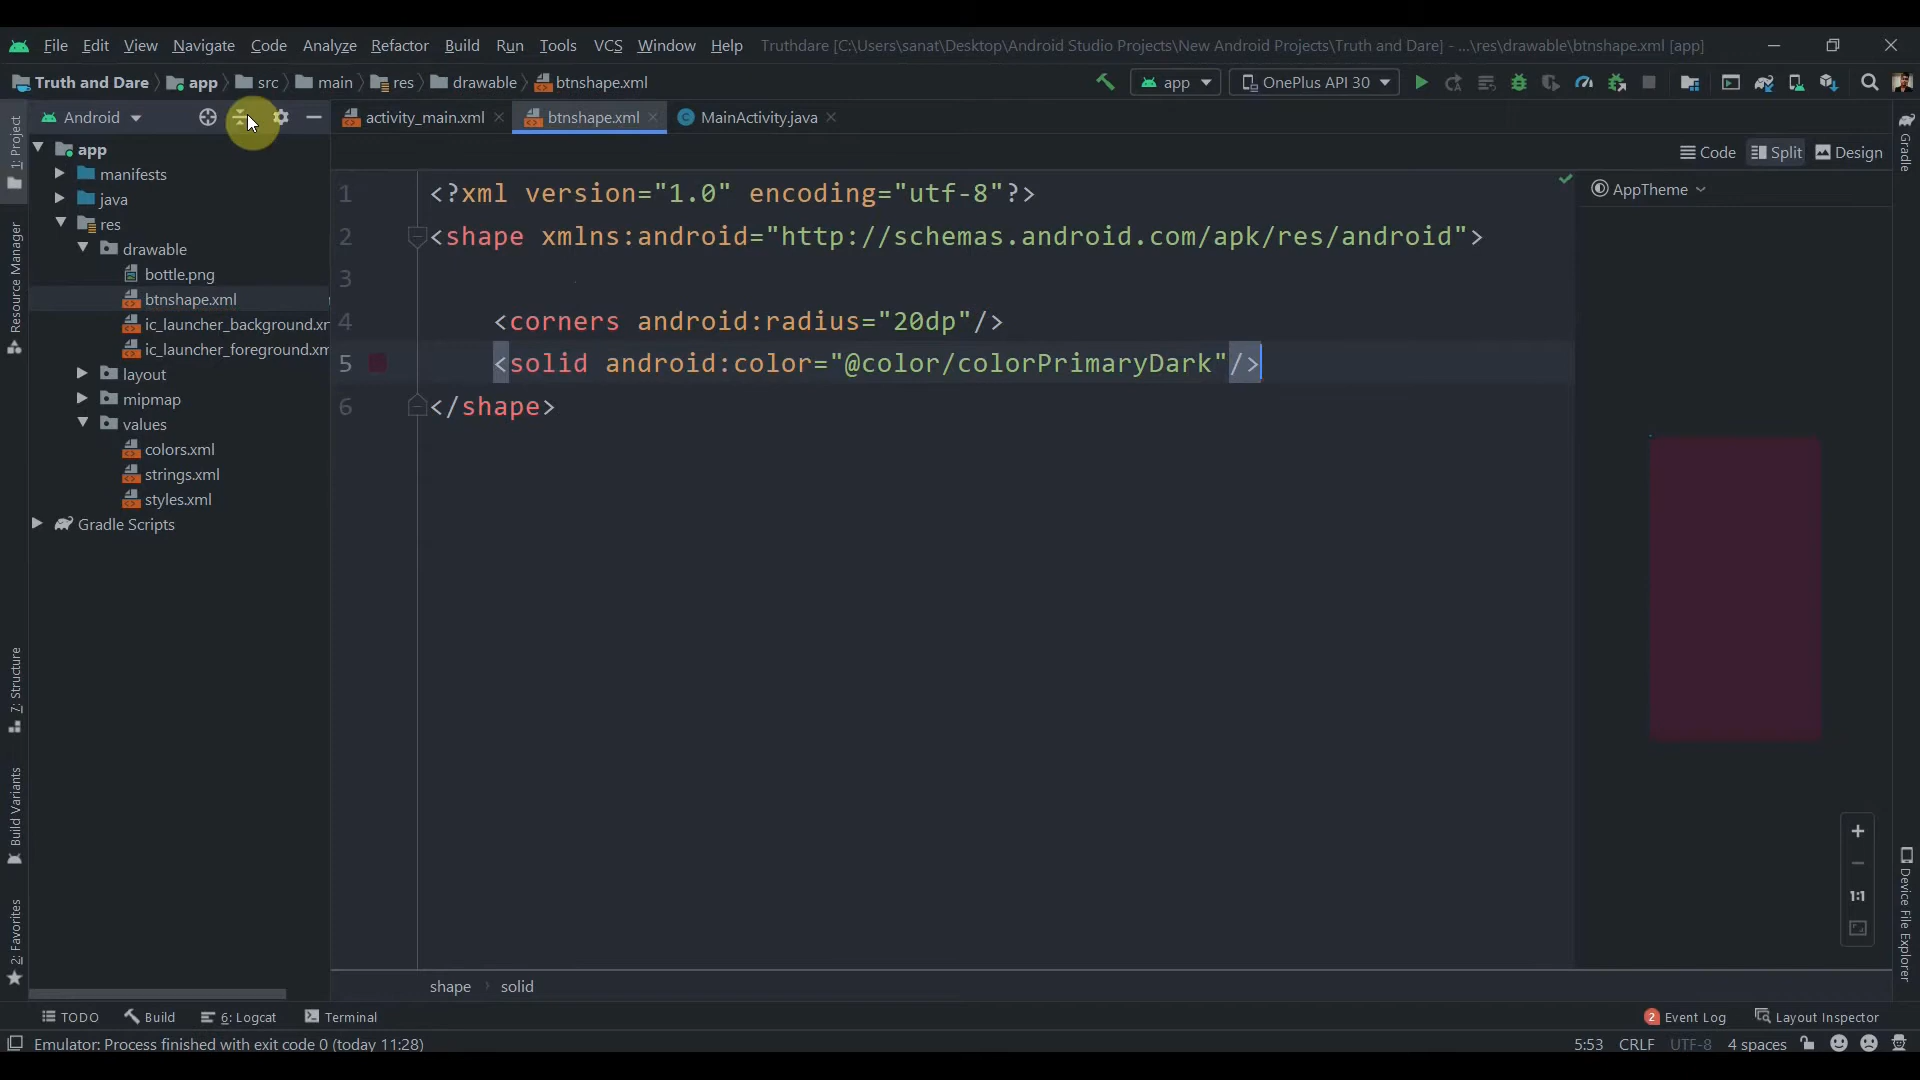 File Edit View Navigate Code Analyze Refactor Build Run Tools VCS Window Help Truthdare [C:\Users\sanat\Desktop\Android Studio Projects\New Android Projects\Truth and Dare] - ...\res\drawable\btnshape.xml [app]
Truth and Dare app src main res drawable btnshape.xml app OnePlus API 30
Android activity_main.xml btnshape.xml MainActivity.java
Code Split Design
AppTheme
app
manifests
java
res
drawable
bottle.png
btnshape.xml
ic_launcher_background.xm
ic_launcher_foreground.xm
layout
mipmap
values
colors.xml
strings.xml
styles.xml
Gradle Scripts
1 <?xml version="1.0" encoding="utf-8"?>
2 <shape xmlns:android="http://schemas.android.com/apk/res/android">
3
4 <corners android:radius="20dp"/>
5 <solid android:color="@color/colorPrimaryDark"/>
6 </shape>
1: Project
Resource Manager
7: Structure
Build Variants
2: Favorites
Gradle
Device File Explorer
1:1
shape solid
TODO Build 6: Logcat Terminal 2 Event Log Layout Inspector
Emulator: Process finished with exit code 0 (today 11:28) 5:53 CRLF UTF-8 4 spaces